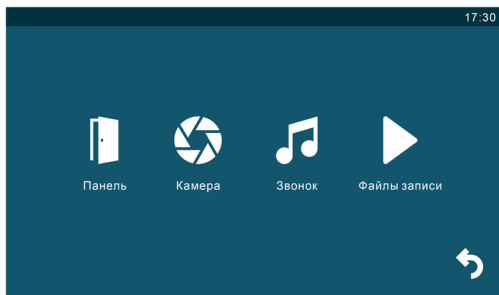 17:30
Панель
Камера
Звонок
Файлы записи